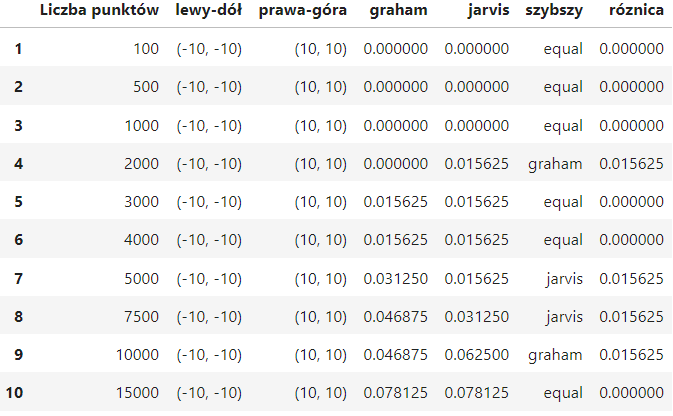 Liczba punktów lewy-dół prawa-góra graham jarvis szybszy róznica
1 100 (-10, -10) (10, 10) 0.000000 0.000000 equal 0.000000
2 500 (-10, -10) (10, 10) 0.000000 0.000000 equal 0.000000
3 1000 (-10, -10) (10, 10) 0.000000 0.000000 equal 0.000000
4 2000 (-10, -10) (10, 10) 0.000000 0.015625 graham 0.015625
5 3000 (-10, -10) (10, 10) 0.015625 0.015625 equal 0.000000
6 4000 (-10, -10) (10, 10) 0.015625 0.015625 equal 0.000000
7 5000 (-10, -10) (10, 10) 0.031250 0.015625 jarvis 0.015625
8 7500 (-10, -10) (10, 10) 0.046875 0.031250 jarvis 0.015625
9 10000 (-10, -10) (10, 10) 0.046875 0.062500 graham 0.015625
10 15000 (-10, -10) (10, 10) 0.078125 0.078125 equal 0.000000